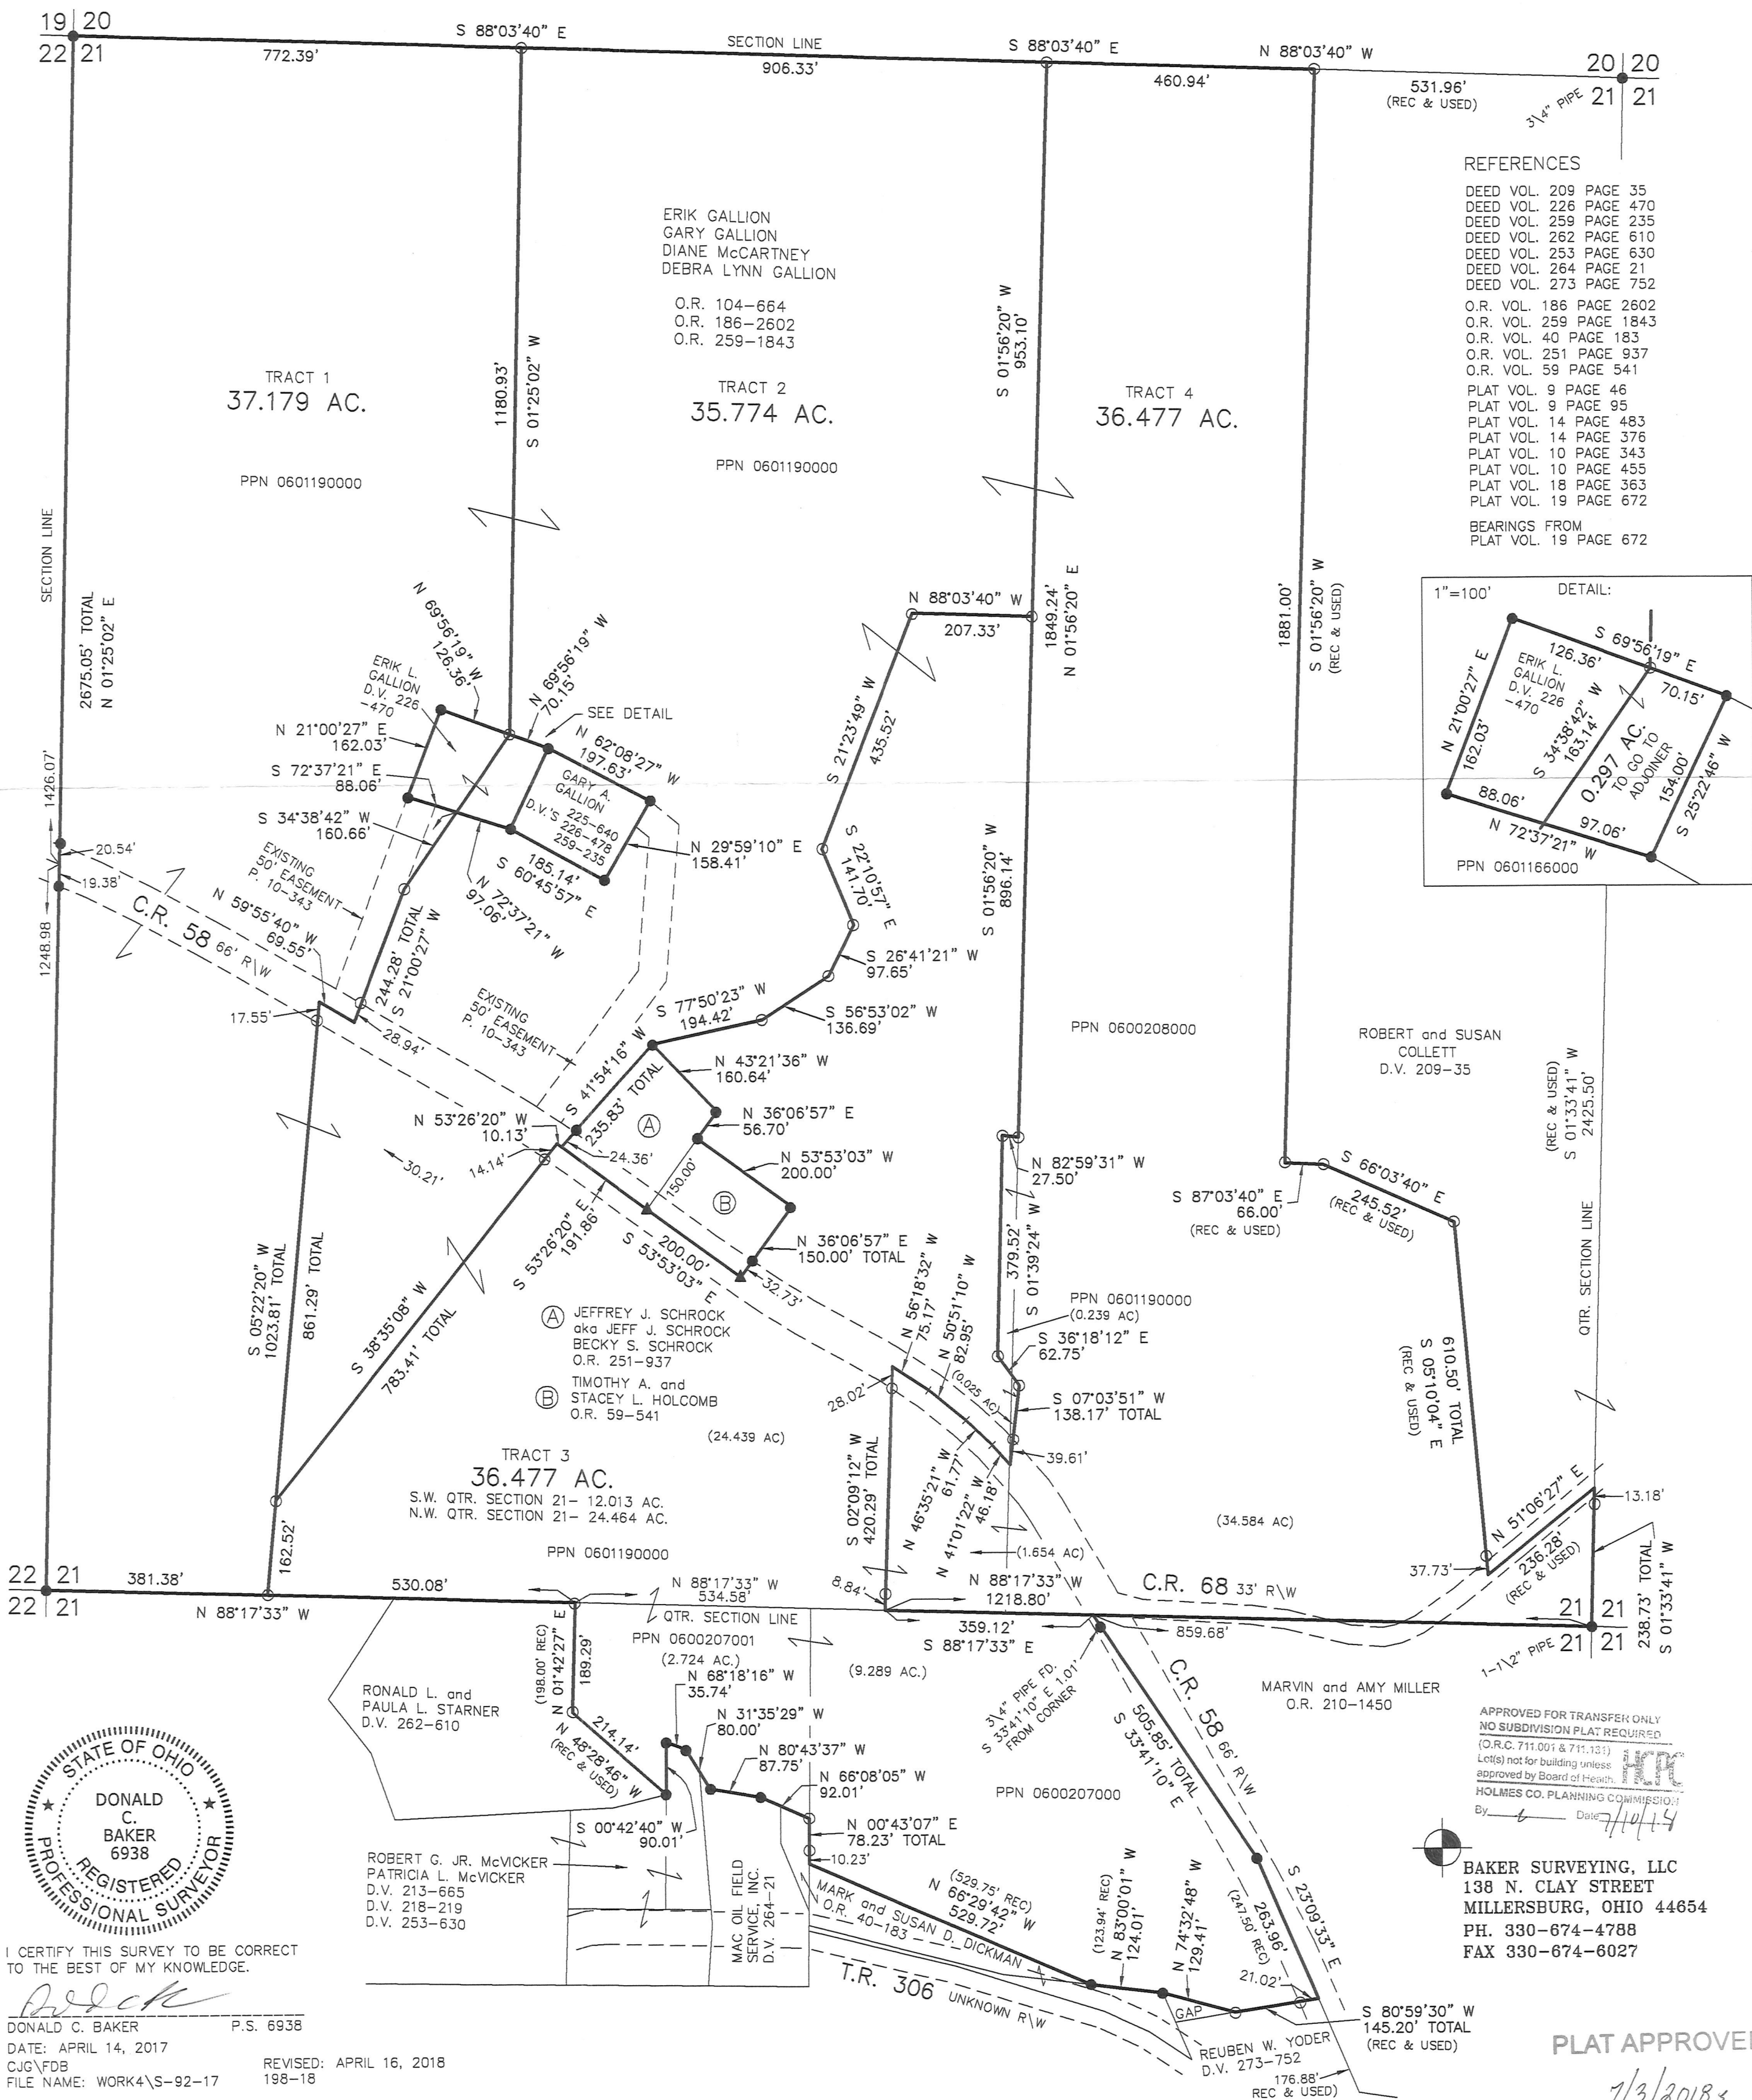 19 20
22 21
S 88°03'40" E
772.39'
SECTION LINE
906.33'
S 88°03'40" E
460.94'
N 88°03'40" W
531.96'
(REC & USED)
20 20
21 21
3\4" PIPE
REFERENCES
DEED VOL. 209 PAGE 35
DEED VOL. 226 PAGE 470
DEED VOL. 259 PAGE 235
DEED VOL. 262 PAGE 610
DEED VOL. 253 PAGE 630
DEED VOL. 264 PAGE 21
DEED VOL. 273 PAGE 752
O.R. VOL. 186 PAGE 2602
O.R. VOL. 259 PAGE 1843
O.R. VOL. 40 PAGE 183
O.R. VOL. 251 PAGE 937
O.R. VOL. 59 PAGE 541
PLAT VOL. 9 PAGE 46
PLAT VOL. 9 PAGE 95
PLAT VOL. 14 PAGE 483
PLAT VOL. 14 PAGE 376
PLAT VOL. 10 PAGE 343
PLAT VOL. 10 PAGE 455
PLAT VOL. 18 PAGE 363
PLAT VOL. 19 PAGE 672
BEARINGS FROM
PLAT VOL. 19 PAGE 672
ERIK GALLION
GARY GALLION
DIANE McCARTNEY
DEBRA LYNN GALLION
O.R. 104-664
O.R. 186-2602
O.R. 259-1843
TRACT 1
37.179 AC.
PPN 0601190000
1180.93'
S 01°25'02" W
TRACT 2
35.774 AC.
PPN 0601190000
S 01°56'20" W
953.10'
TRACT 4
36.477 AC.
1849.24'
N 01°56'20" E
1881.00'
S 01°56'20" W
(REC & USED)
SECTION LINE
2675.05' TOTAL
N 01°25'02" E
1"=100'
DETAIL:
S 69°56'19" E
126.36'
70.15'
ERIK L.
GALLION
D.V. 226
-470
N 21°00'27" E
162.03'
S 34°38'42" W
163.14'
0.297 AC.
TO GO TO
ADJOINER
154.00'
S 25°22'46" W
88.06'
97.06'
N 72°37'21" W
PPN 0601166000
N 69°56'19" W
126.36'
N 69°56'19" W
70.15'
SEE DETAIL
ERIK L.
GALLION
D.V. 226
-470
N 21°00'27" E
162.03'
S 72°37'21" E
88.06'
S 34°38'42" W
160.66'
N 62°08'27" W
197.63'
GARY A.
GALLION
D.V.'S 225-640
226-478
259-235
N 29°59'10" E
158.41'
185.14'
S 60°45'57" E
N 72°37'21" W
97.06'
N 88°03'40" W
207.33'
S 21°23'49" W
435.52'
S 22°10'57" E
141.70'
S 26°41'21" W
97.65'
S 56°53'02" W
136.69'
S 77°50'23" W
194.42'
S 01°56'20" W
896.14'
1426.07'
20.54'
19.38'
1248.98
EXISTING
50' EASEMENT
P. 10-343
N 59°55'40" W
69.55'
C.R. 58 66' R\W
17.55'
244.28' TOTAL
S 21°00'27" W
28.94'
EXISTING
50' EASEMENT
P. 10-343
S 41°54'16" W
235.83' TOTAL
N 43°21'36" W
160.64'
N 36°06'57" E
56.70'
N 53°53'03" W
200.00'
N 36°06'57" E
150.00' TOTAL
150.00'
A
B
N 53°26'20" W
10.13'
14.14'
24.36'
30.21'
S 53°26'20" E
191.86'
200.00'
S 53°53'03" E
32.73'
PPN 0600208000
ROBERT and SUSAN
COLLETT
D.V. 209-35
(REC & USED)
S 01°33'41" W
2425.50'
QTR. SECTION LINE
N 82°59'31" W
27.50'
S 87°03'40" E
66.00'
(REC & USED)
S 66°03'40" E
245.52'
(REC & USED)
379.52'
S 01°39'24" W
PPN 0601190000
(0.239 AC)
S 36°18'12" E
62.75'
S 07°03'51" W
138.17' TOTAL
39.61'
(0.025 AC)
N 56°18'32" W
75.17'
N 50°51'10" W
82.95'
28.02'
S 02°09'12" W
420.29' TOTAL
N 46°35'21" W
61.77'
N 41°01'22" W
46.18'
(1.654 AC)
610.50' TOTAL
S 05°10'04" E
(REC & USED)
(34.584 AC)
N 51°06'27" E
236.28'
(REC & USED)
13.18'
37.73'
238.73' TOTAL
S 01°33'41" W
S 05°22'20" W
1023.81' TOTAL
861.29' TOTAL
S 38°35'08" W
783.41' TOTAL
A JEFFREY J. SCHROCK
aka JEFF J. SCHROCK
BECKY S. SCHROCK
O.R. 251-937
B TIMOTHY A. and
STACEY L. HOLCOMB
O.R. 59-541
(24.439 AC)
TRACT 3
36.477 AC.
S.W. QTR. SECTION 21- 12.013 AC.
N.W. QTR. SECTION 21- 24.464 AC.
PPN 0601190000
162.52'
22 21
22 21
381.38'
N 88°17'33" W
530.08'
N 88°17'33" W
534.58'
QTR. SECTION LINE
8.84'
N 88°17'33" W
1218.80'
359.12'
S 88°17'33" E
859.68'
C.R. 68 33' R\W
21 21
21 21
1-1\2" PIPE
PPN 0600207001
(2.724 AC.)
(9.289 AC.)
(198.00' REC)
N 01°42'27" E
189.29'
RONALD L. and
PAULA L. STARNER
D.V. 262-610
214.14'
N 48°28'46" W
(REC & USED)
N 68°18'16" W
35.74'
N 31°35'29" W
80.00'
N 80°43'37" W
87.75'
N 66°08'05" W
92.01'
S 00°42'40" W
90.01'
N 00°43'07" E
78.23' TOTAL
10.23'
3\4" PIPE FD.
S 33°41'10" E 1.01'
FROM CORNER
505.85' TOTAL
S 33°41'10" E
C.R. 58 66' R\W
MARVIN and AMY MILLER
O.R. 210-1450
PPN 0600207000
ROBERT G. JR. McVICKER
PATRICIA L. McVICKER
D.V. 213-665
D.V. 218-219
D.V. 253-630
MAC OIL FIELD
SERVICE, INC.
D.V. 264-21
MARK and SUSAN D. DICKMAN
O.R. 40-183
(529.75' REC)
N 66°29'42" W
529.72'
(123.94' REC)
N 83°00'01" W
124.01'
N 74°32'48" W
129.41'
S 23°09'33" E
263.96'
(247.50' REC)
21.02'
GAP
S 80°59'30" W
145.20' TOTAL
(REC & USED)
T.R. 306 UNKNOWN R\W
REUBEN W. YODER
D.V. 273-752
176.88'
REC & USED)
APPROVED FOR TRANSFER ONLY
NO SUBDIVISION PLAT REQUIRED
(O.R.C. 711.001 & 711.131)
Lot(s) not for building unless
approved by Board of Health.
HCPC
HOLMES CO. PLANNING COMMISSION
By Date 7/10/18
BAKER SURVEYING, LLC
138 N. CLAY STREET
MILLERSBURG, OHIO 44654
PH. 330-674-4788
FAX 330-674-6027
STATE OF OHIO
DONALD
C.
BAKER
6938
REGISTERED
PROFESSIONAL SURVEYOR
I CERTIFY THIS SURVEY TO BE CORRECT
TO THE BEST OF MY KNOWLEDGE.
DONALD C. BAKER P.S. 6938
DATE: APRIL 14, 2017
CJG\FDB
REVISED: APRIL 16, 2018
FILE NAME: WORK4\S-92-17
198-18
PLAT APPROVED
7/3/2018